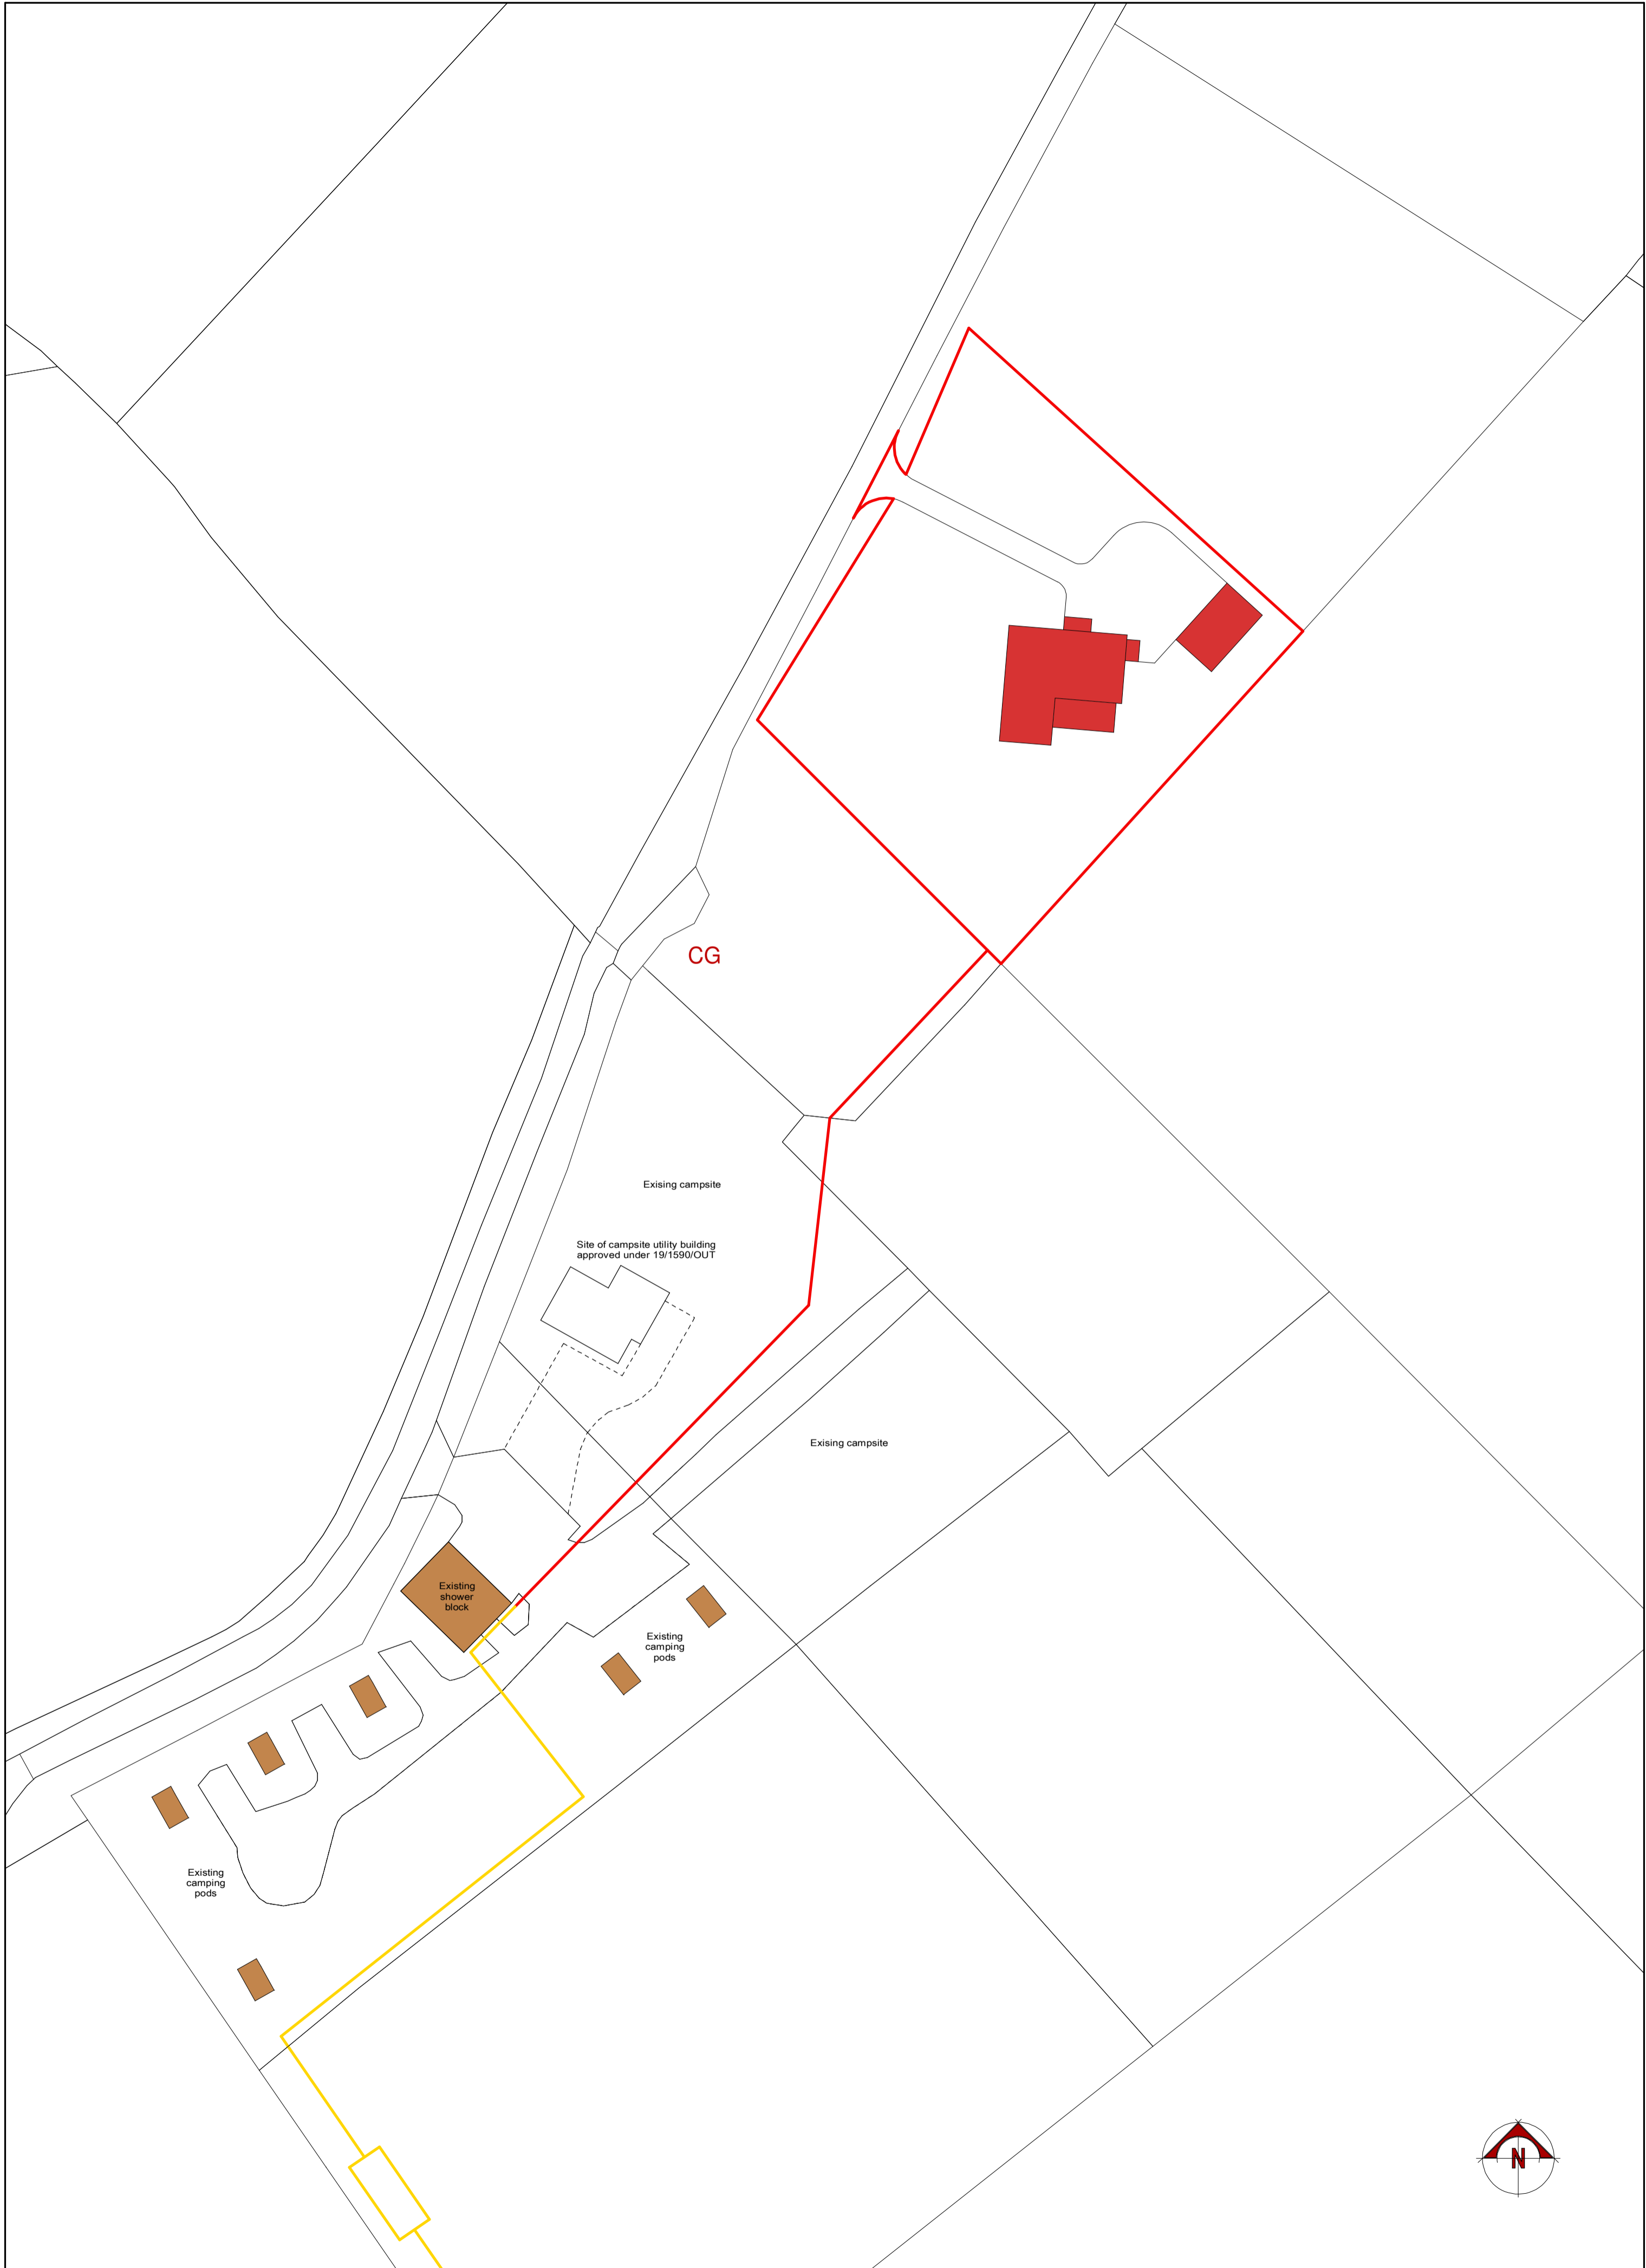 CG
Exising campsite
Site of campsite utility building
approved under 19/1590/OUT
Exising campsite
Existing
shower
block
Existing
camping
pods
Existing
camping
pods
N